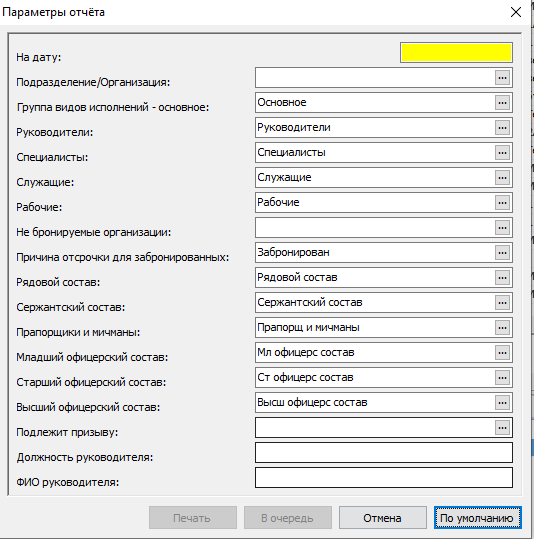 Параметры отчёта
На дату:
Подразделение/Организация: ...
Группа видов исполнений - основное: Основное ...
Руководители: Руководители ...
Специалисты: Специалисты ...
Служащие: Служащие ...
Рабочие: Рабочие ...
Не бронируемые организации: ...
Причина отсрочки для забронированных: Забронирован ...
Рядовой состав: Рядовой состав ...
Сержантский состав: Сержантский состав ...
Прапорщики и мичманы: Прапорщ и мичманы ...
Младший офицерский состав: Мл офицерс состав ...
Старший офицерский состав: Ст офицерс состав ...
Высший офицерский состав: Высш офицерс состав ...
Подлежит призыву: ...
Должность руководителя:
ФИО руководителя:
Печать В очередь Отмена По умолчанию